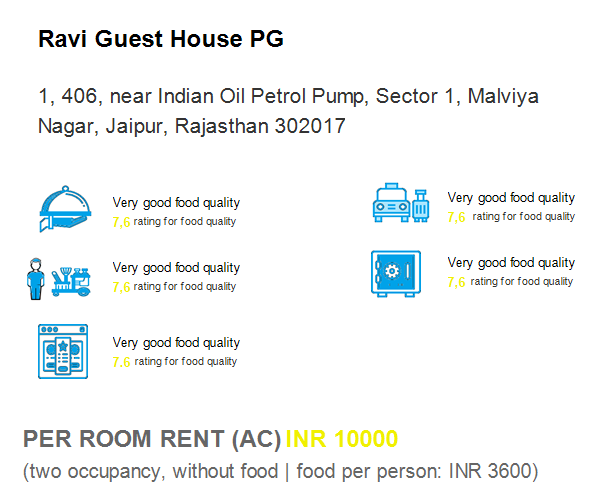 Ravi Guest House PG
1, 406, near Indian Oil Petrol Pump, Sector 1, Malviya
Nagar, Jaipur, Rajasthan 302017
Very good food quality
7,6 rating for food quality
Very good food quality
7,6 rating for food quality
Very good food quality
7.6 rating for food quality
Very good food quality
7.6 rating for food quality
Very good food quality
7.6 rating for food quality
PER ROOM RENT (AC) INR 10000
(two occupancy, without food | food per person: INR 3600)